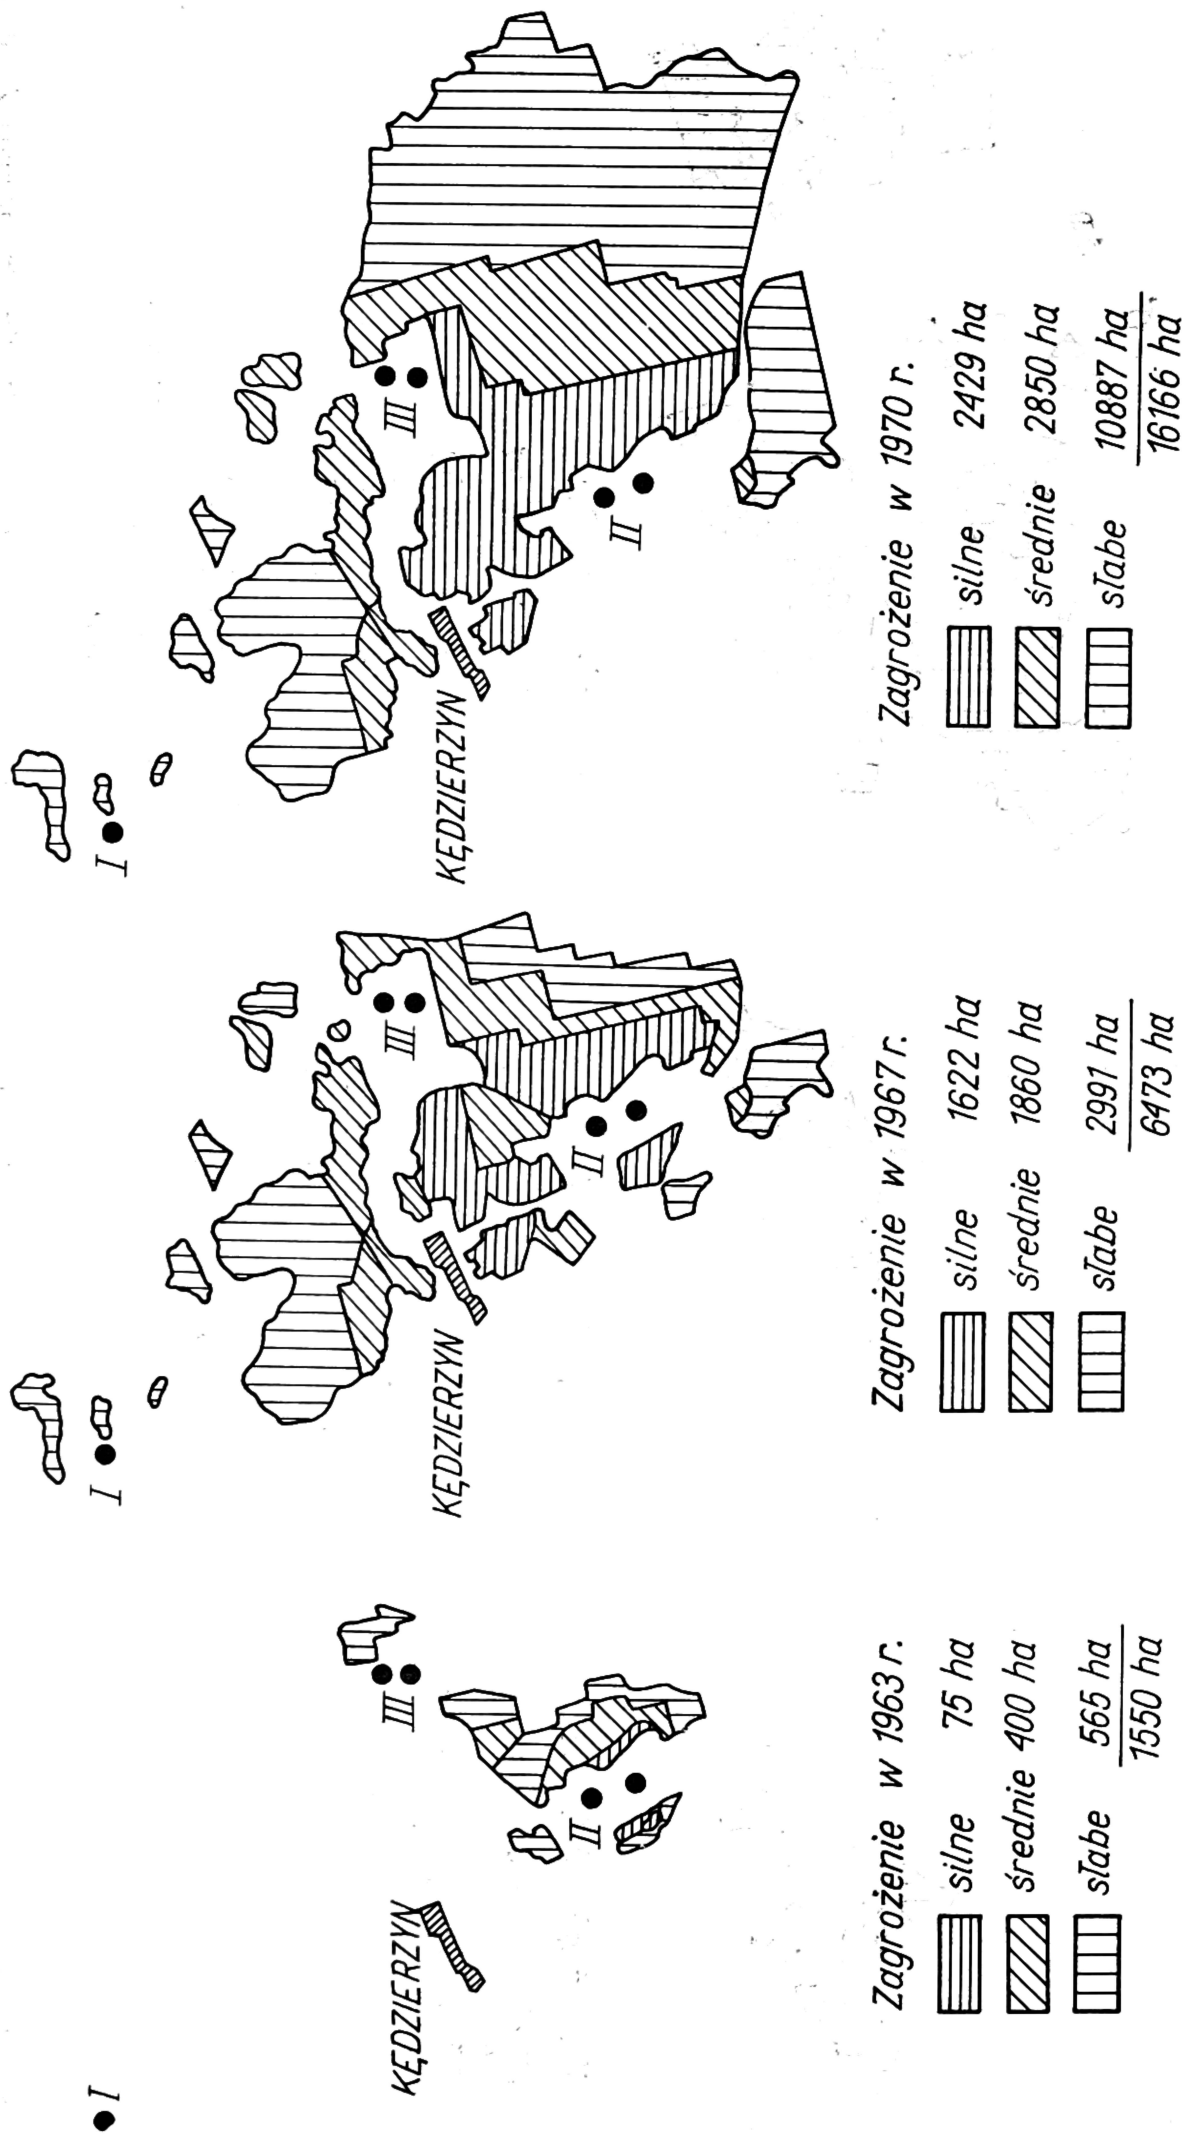 I
KĘDZIERZYN
II
III
Zagrożenie w 1963 r.
silne 75 ha
średnie 400 ha
słabe 565 ha
1550 ha
I
KĘDZIERZYN
II
III
Zagrożenie w 1967 r.
silne 1622 ha
średnie 1860 ha
słabe 2991 ha
6473 ha
I
KĘDZIERZYN
II
III
Zagrożenie w 1970 r.
silne 2429 ha
średnie 2850 ha
słabe 10887 ha
16166 ha